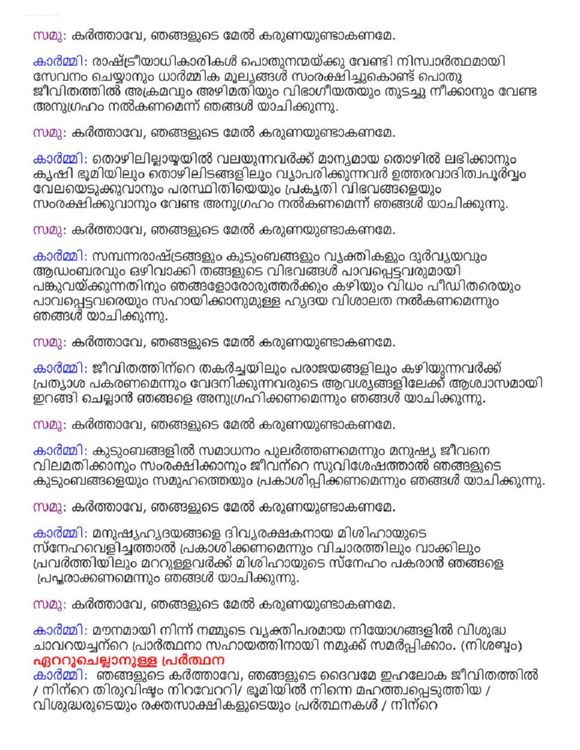 സമൂ: കർത്താവേ, ഞങ്ങളുടെ മേൽ കരുണയുണ്ടാകണമേ.
കാർമ്മി: രാഷ്ട്രീയാധികാരികൾ പൊതുനന്മയ്ക്കു വേണ്ടി നിസ്വാർത്ഥമായി
സേവനം ചെയ്യാനും ധാർമ്മിക മൂല്യങ്ങൾ സംരക്ഷിച്ചുകൊണ്ട് പൊതു
ജീവിതത്തിൽ അക്രമവും അഴിമതിയും വിഭാഗീയതയും തുടച്ചു നീക്കാനും വേണ്ട
അനുഗ്രഹം നൽകണമെന്ന് ഞങ്ങൾ യാചിക്കുന്നു.
സമൂ: കർത്താവേ, ഞങ്ങളുടെ മേൽ കരുണയുണ്ടാകണമേ.
കാർമ്മി: തൊഴിലില്ലായ്മയിൽ വലയുന്നവർക്ക് മാന്യമായ തൊഴിൽ ലഭിക്കാനും
കൃഷി ഭൂമിയിലും തൊഴിലിടങ്ങളിലും വ്യാപരിക്കുന്നവർ ഉത്തരവാദിത്വപൂർവ്വം
വേലയെടുക്കുവാനും പരസ്ഥിതിയെയും പ്രകൃതി വിഭവങ്ങളെയും
സംരക്ഷിക്കുവാനും വേണ്ട അനുഗ്രഹം നൽകണമെന്ന് ഞങ്ങൾ യാചിക്കുന്നു.
സമൂ: കർത്താവേ, ഞങ്ങളുടെ മേൽ കരുണയുണ്ടാകണമേ.
കാർമ്മി: സമ്പന്നരാഷ്ട്രങ്ങളും കുടുംബങ്ങളും വ്യക്തികളും ദുർവ്യയവും
ആഡംബരവും ഒഴിവാക്കി തങ്ങളുടെ വിഭവങ്ങൾ പാവപ്പെട്ടവരുമായി
പങ്കുവയ്ക്കുന്നതിനും ഞങ്ങളോരോരുത്തർക്കും കഴിയും വിധം പീഡിതരെയും
പാവപ്പെട്ടവരെയും സഹായിക്കാനുമുള്ള ഹൃദയ വിശാലത നൽകണമെന്നും
ഞങ്ങൾ യാചിക്കുന്നു.
സമൂ: കർത്താവേ, ഞങ്ങളുടെ മേൽ കരുണയുണ്ടാകണമേ.
കാർമ്മി: ജീവിതത്തിന്റെ തകർച്ചയിലും പരാജയങ്ങളിലും കഴിയുന്നവർക്ക്
പ്രത്യാശ പകരണമെന്നും വേദനിക്കുന്നവരുടെ ആവശ്യങ്ങളിലേക്ക് ആശ്വാസമായി
ഇറങ്ങി ചെല്ലാൻ ഞങ്ങളെ അനുഗ്രഹിക്കണമെന്നും ഞങ്ങൾ യാചിക്കുന്നു.
സമൂ: കർത്താവേ, ഞങ്ങളുടെ മേൽ കരുണയുണ്ടാകണമേ.
കാർമ്മി: കുടുംബങ്ങളിൽ സമാധനം പുലർത്തണമെന്നും മനുഷ്യ ജീവനെ
വിലമതിക്കാനും സംരക്ഷിക്കാനും ജീവന്റെ സുവിശേഷത്താൽ ഞങ്ങളുടെ
കുടുംബങ്ങളെയും സമൂഹത്തെയും പ്രകാശിപ്പിക്കണമെന്നും ഞങ്ങൾ യാചിക്കുന്നു.
സമൂ: കർത്താവേ, ഞങ്ങളുടെ മേൽ കരുണയുണ്ടാകണമേ.
കാർമ്മി: മനുഷ്യഹൃദയങ്ങളെ ദിവ്യരക്ഷകനായ മിശിഹായുടെ
സ്നേഹവെളിച്ചത്താൽ പ്രകാശിക്കണമെന്നും വിചാരത്തിലും വാക്കിലും
പ്രവർത്തിയിലും മററുള്ളവർക്ക് മിശിഹായുടെ സ്നേഹം പകരാൻ ഞങ്ങളെ
പ്രപ്തരാക്കണമെന്നും ഞങ്ങൾ യാചിക്കുന്നു.
സമൂ: കർത്താവേ, ഞങ്ങളുടെ മേൽ കരുണയുണ്ടാകണമേ.
കാർമ്മി: മൗനമായി നിന്ന് നമ്മുടെ വ്യക്തിപരമായ നിയോഗങ്ങളിൽ വിശുദ്ധ
ചാവറയച്ചന്റെ പ്രാർത്ഥനാ സഹായത്തിനായി നമുക്ക് സമർപ്പിക്കാം. (നിശബ്ദം)
ഏററുചെല്ലാനുള്ള പ്രർത്ഥന
കാർമ്മി: ഞങ്ങളുടെ കർത്താവേ, ഞങ്ങളുടെ ദൈവമേ ഇഹലോക ജീവിതത്തിൽ
/ നിന്റെ തിരുവിഷ്ടം നിറവേററി/ ഭൂമിയിൽ നിന്നെ മഹത്ത്വപ്പെടുത്തിയ /
വിശുദ്ധരുടെയും രക്തസാക്ഷികളുടെയും പ്രർത്ഥനകൾ / നിന്റെ